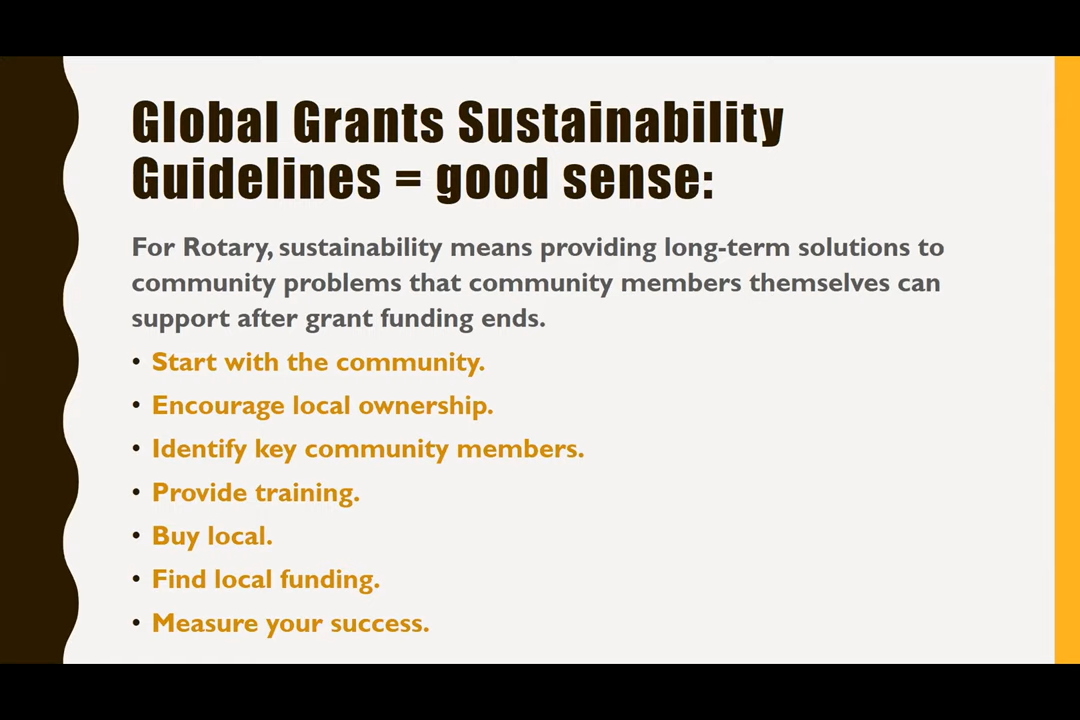 Global Grants Sustainability
Guidelines = good sense:
For Rotary, sustainability means providing long-term solutions to
community problems that community members themselves can
support after grant funding ends.
• Start with the community.
• Encourage local ownership.
• Identify key community members.
• Provide training.
• Buy local.
• Find local funding.
• Measure your success.